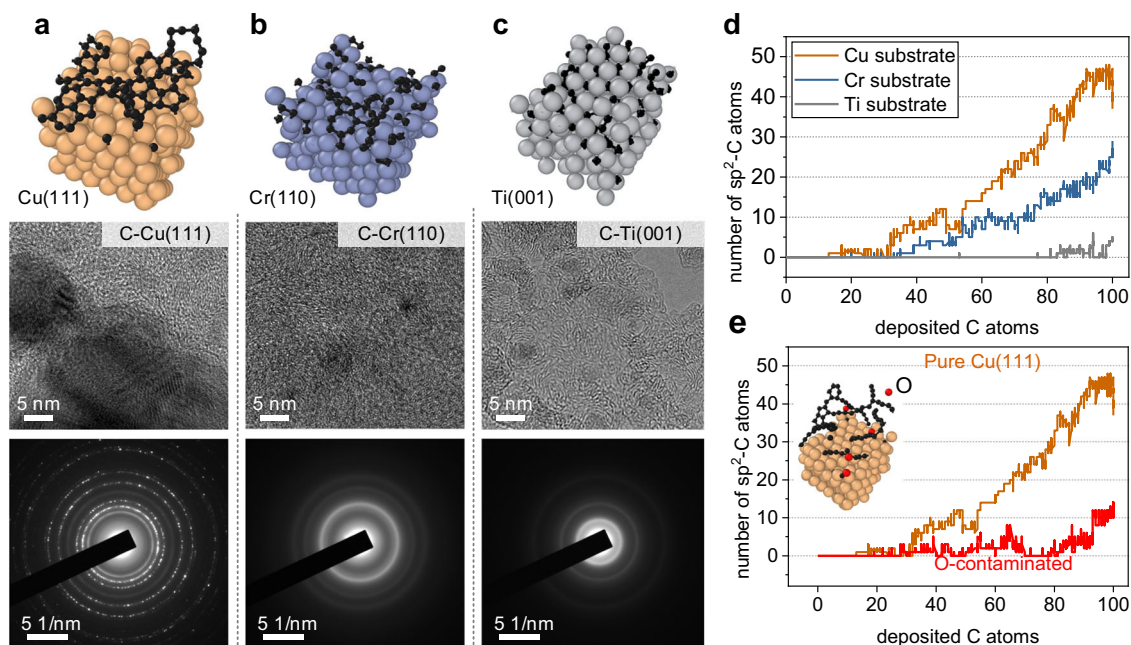 a
Cu(111)
b
Cr(110)
c
Ti(001)
C-Cu(111)
5 nm
C-Cr(110)
5 nm
C-Ti(001)
5 nm
5 1/nm
5 1/nm
5 1/nm
d
number of sp²-C atoms
50
40
30
20
10
0
Cu substrate
Cr substrate
Ti substrate
0 20 40 60 80 100
deposited C atoms
e
number of sp²-C atoms
50
40
30
20
10
0
Pure Cu(111)
O
O-contaminated
0 20 40 60 80 100
deposited C atoms